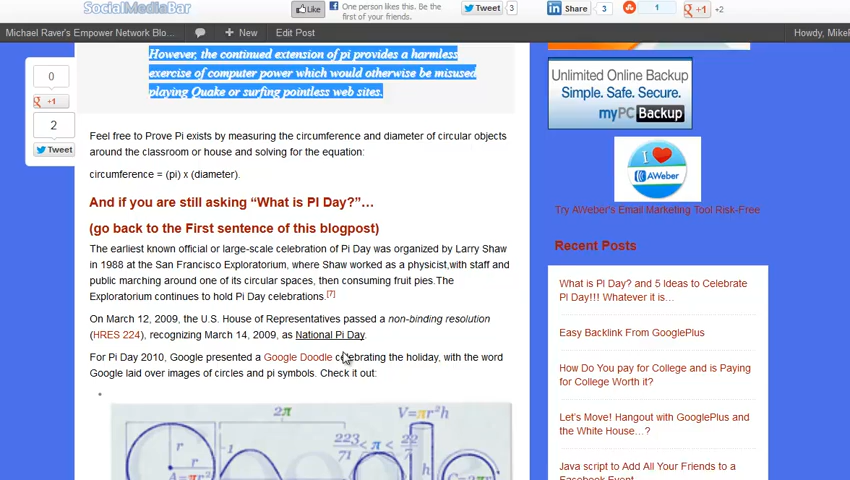 SocialMediaBar
Like
One person likes this. Be the
first of your friends.
Tweet
3
Share
3
1
+1
+2
Michael Raver's Empower Network Blo...
New
Edit Post
However, the continued extension of pi provides a harmless
exercise of computer power which would otherwise be misused
playing Quake or surfing pointless web sites.
0
+1
2
Tweet
Feel free to Prove Pi exists by measuring the circumference and diameter of circular objects
around the classroom or house and solving for the equation:
circumference = (pi) x (diameter).
And if you are still asking “What is PI Day?”…
(go back to the First sentence of this blogpost)
The earliest known official or large-scale celebration of Pi Day was organized by Larry Shaw
in 1988 at the San Francisco Exploratorium, where Shaw worked as a physicist,with staff and
public marching around one of its circular spaces, then consuming fruit pies.The
Exploratorium continues to hold Pi Day celebrations.[7]
On March 12, 2009, the U.S. House of Representatives passed a non-binding resolution
(HRES 224), recognizing March 14, 2009, as National Pi Day.
For Pi Day 2010, Google presented a Google Doodle celebrating the holiday, with the word
Google laid over images of circles and pi symbols. Check it out:
2π
V=πr²h
r
r
1
223/71 < π < 22/7
h
A=πr²
C=2πr
Unlimited Online Backup
Simple. Safe. Secure.
myPC Backup
I
AWeber
Try AWeber's Email Marketing Tool Risk-Free
Recent Posts
What is PI Day? and 5 Ideas to Celebrate
PI Day!!! Whatever it is…
Easy Backlink From GooglePlus
How Do You pay for College and is Paying
for College Worth it?
Let’s Move! Hangout with GooglePlus and
the White House…?
Java script to Add All Your Friends to a
Facebook Event